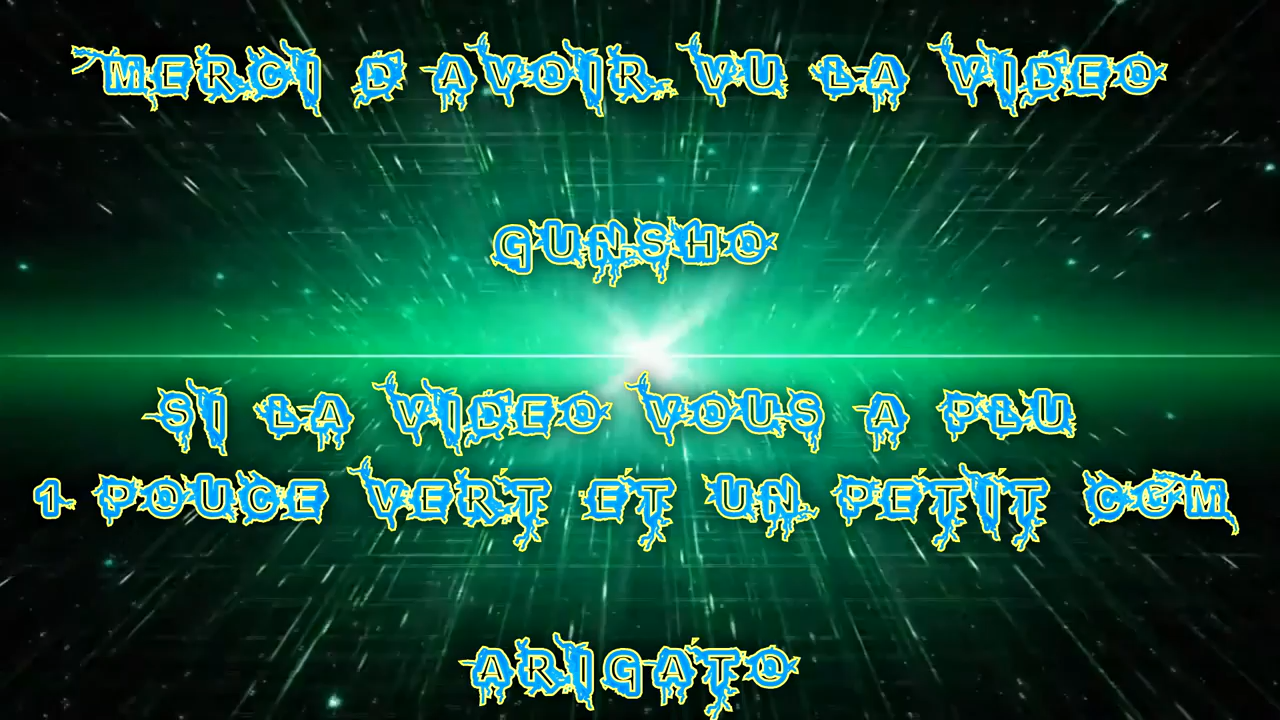 MERCI D AVOIR VU LA VIDEO
GUNSHO
SI LA VIDEO VOUS A PLU
1 POUCE VERT ET UN PETIT COM
ARIGATO